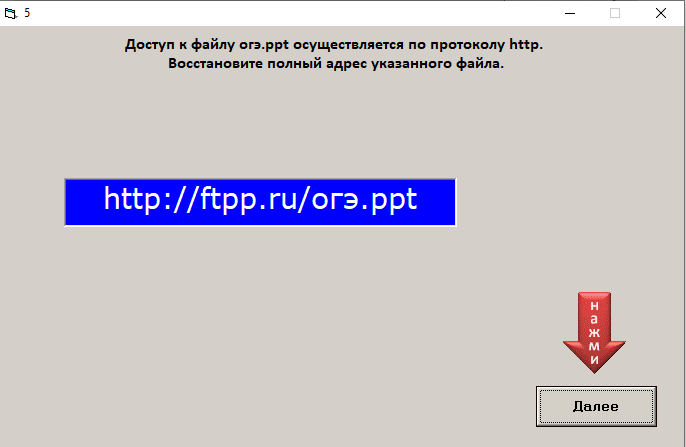 5
Доступ к файлу огэ.ppt осуществляется по протоколу http.
Восстановите полный адрес указанного файла.
http://ftpp.ru/огэ.ppt
нажми
Далее